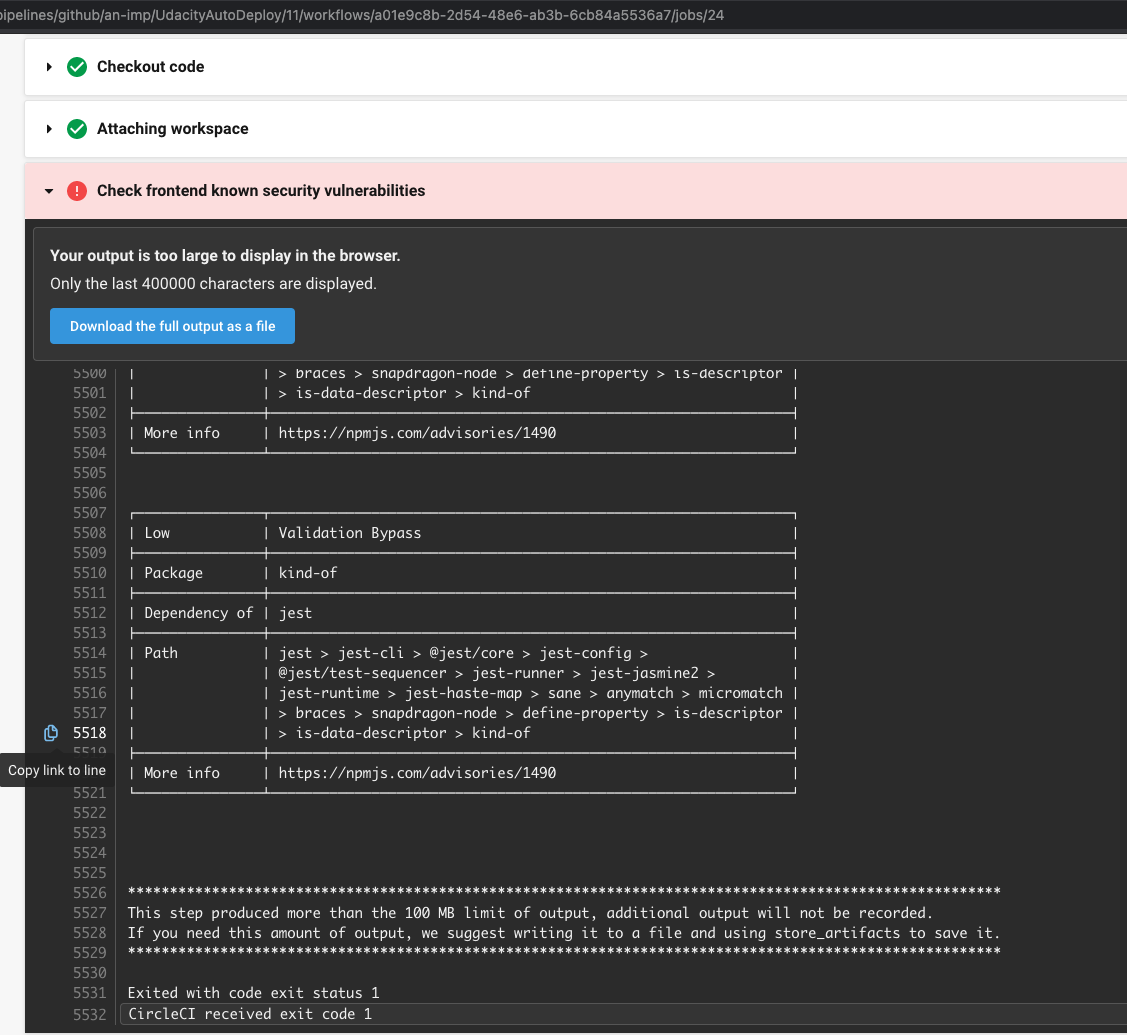 pipelines/github/an-imp/UdacityAutoDeploy/11/workflows/a01e9c8b-2d54-48e6-ab3b-6cb84a5536a7/jobs/24
Checkout code
Attaching workspace
! Check frontend known security vulnerabilities
Your output is too large to display in the browser.
Only the last 400000 characters are displayed.
Download the full output as a file
5500 | | > braces > snapdragon-node > define-property > is-descriptor |
5501 | | > is-data-descriptor > kind-of |
5502
5503 | More info | https://npmjs.com/advisories/1490 |
5504
5505
5506
5507
5508 | Low | Validation Bypass |
5509
5510 | Package | kind-of |
5511
5512 | Dependency of | jest |
5513
5514 | Path | jest > jest-cli > @jest/core > jest-config > |
5515 | | @jest/test-sequencer > jest-runner > jest-jasmine2 > |
5516 | | jest-runtime > jest-haste-map > sane > anymatch > micromatch |
5517 | | > braces > snapdragon-node > define-property > is-descriptor |
5518 | | > is-data-descriptor > kind-of |
5519
Copy link to line | More info | https://npmjs.com/advisories/1490 |
5521
5522
5523
5524
5525
5526 ********************************************************************************************************
5527 This step produced more than the 100 MB limit of output, additional output will not be recorded.
5528 If you need this amount of output, we suggest writing it to a file and using store_artifacts to save it.
5529 ********************************************************************************************************
5530
5531 Exited with code exit status 1
5532 CircleCI received exit code 1